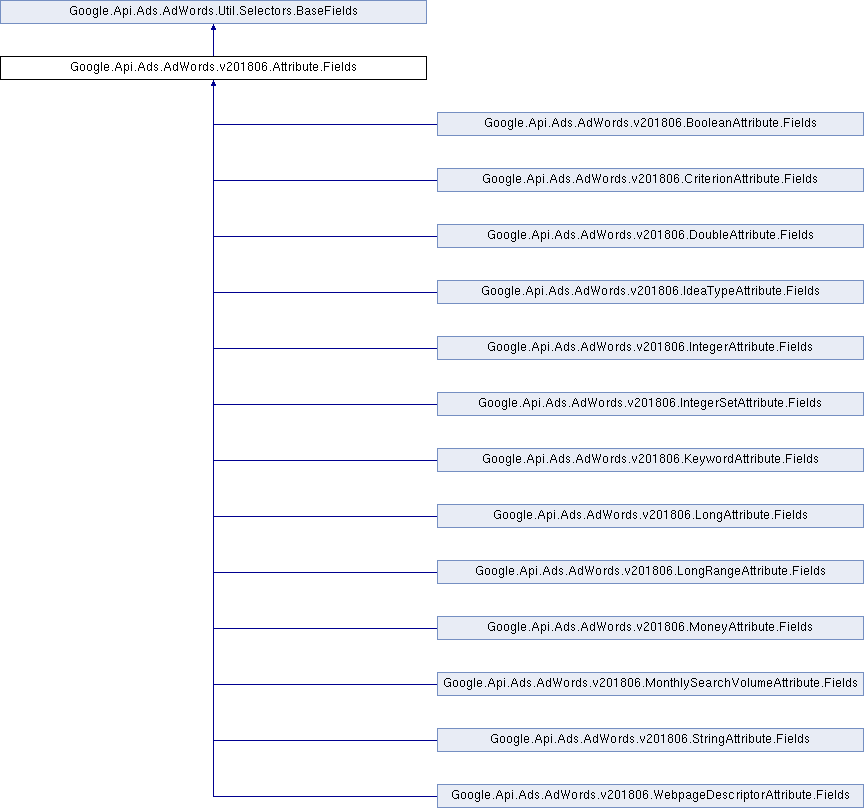 Google.Api.Ads.AdWords.Util.Selectors.BaseFields
Google.Api.Ads.AdWords.v201806.Attribute.Fields
Google.Api.Ads.AdWords.v201806.BooleanAttribute.Fields
Google.Api.Ads.AdWords.v201806.CriterionAttribute.Fields
Google.Api.Ads.AdWords.v201806.DoubleAttribute.Fields
Google.Api.Ads.AdWords.v201806.IdeaTypeAttribute.Fields
Google.Api.Ads.AdWords.v201806.IntegerAttribute.Fields
Google.Api.Ads.AdWords.v201806.IntegerSetAttribute.Fields
Google.Api.Ads.AdWords.v201806.KeywordAttribute.Fields
Google.Api.Ads.AdWords.v201806.LongAttribute.Fields
Google.Api.Ads.AdWords.v201806.LongRangeAttribute.Fields
Google.Api.Ads.AdWords.v201806.MoneyAttribute.Fields
Google.Api.Ads.AdWords.v201806.MonthlySearchVolumeAttribute.Fields
Google.Api.Ads.AdWords.v201806.StringAttribute.Fields
Google.Api.Ads.AdWords.v201806.WebpageDescriptorAttribute.Fields